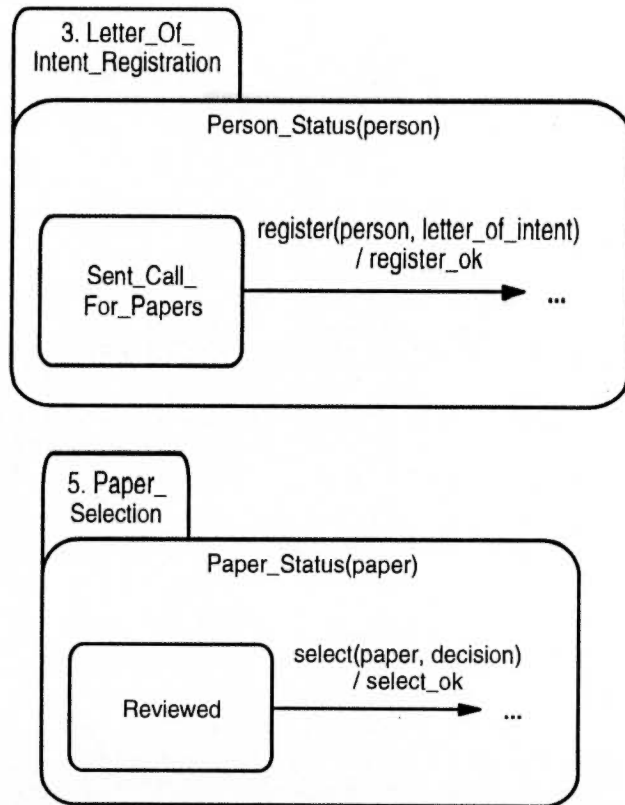 3. Letter_Of_
Intent_Registration
Person_Status(person)
register(person, letter_of_intent)
/ register_ok
Sent_Call_
For_Papers
...
5. Paper_
Selection
Paper_Status(paper)
select(paper, decision)
/ select_ok
Reviewed
...